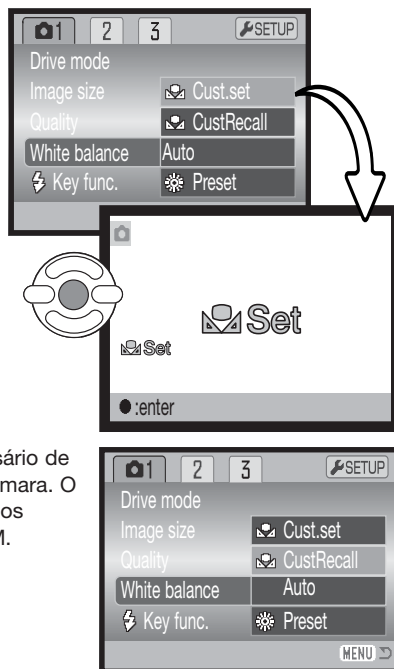 1 2 3 SETUP
Drive mode
Image size Cust.set
Quality CustRecall
White balance Auto
Key func. Preset
Set
Set
:enter
sário de
mara. O
os
M.
1 2 3 SETUP
Drive mode
Image size Cust.set
Quality CustRecall
White balance Auto
Key func. Preset
MENU